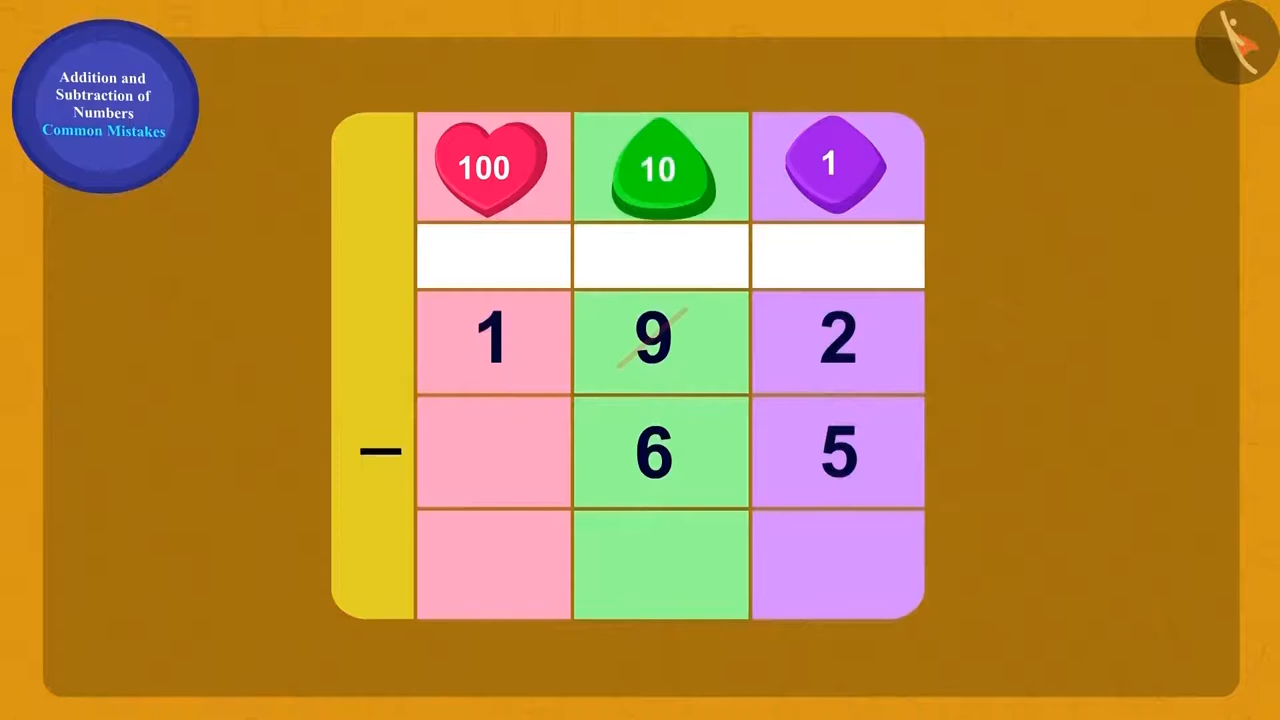 Addition and
Subtraction of
Numbers
Common Mistakes
100 10 1
1 9 2
– 6 5